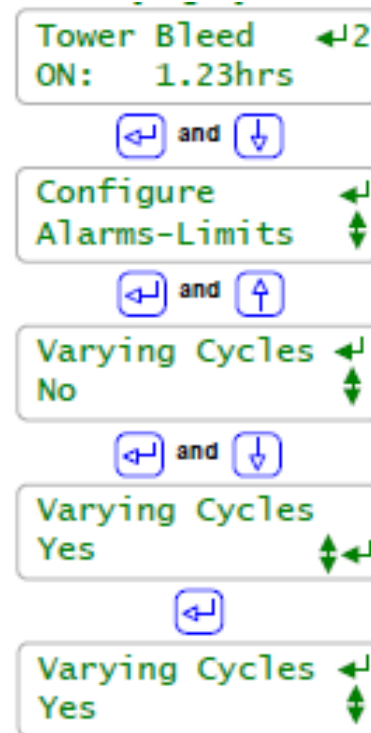 Tower Bleed ↵2
ON: 1.23hrs
and
Configure ↵
Alarms-Limits
and
Varying Cycles ↵
No
and
Varying Cycles
Yes ↵
Varying Cycles ↵
Yes